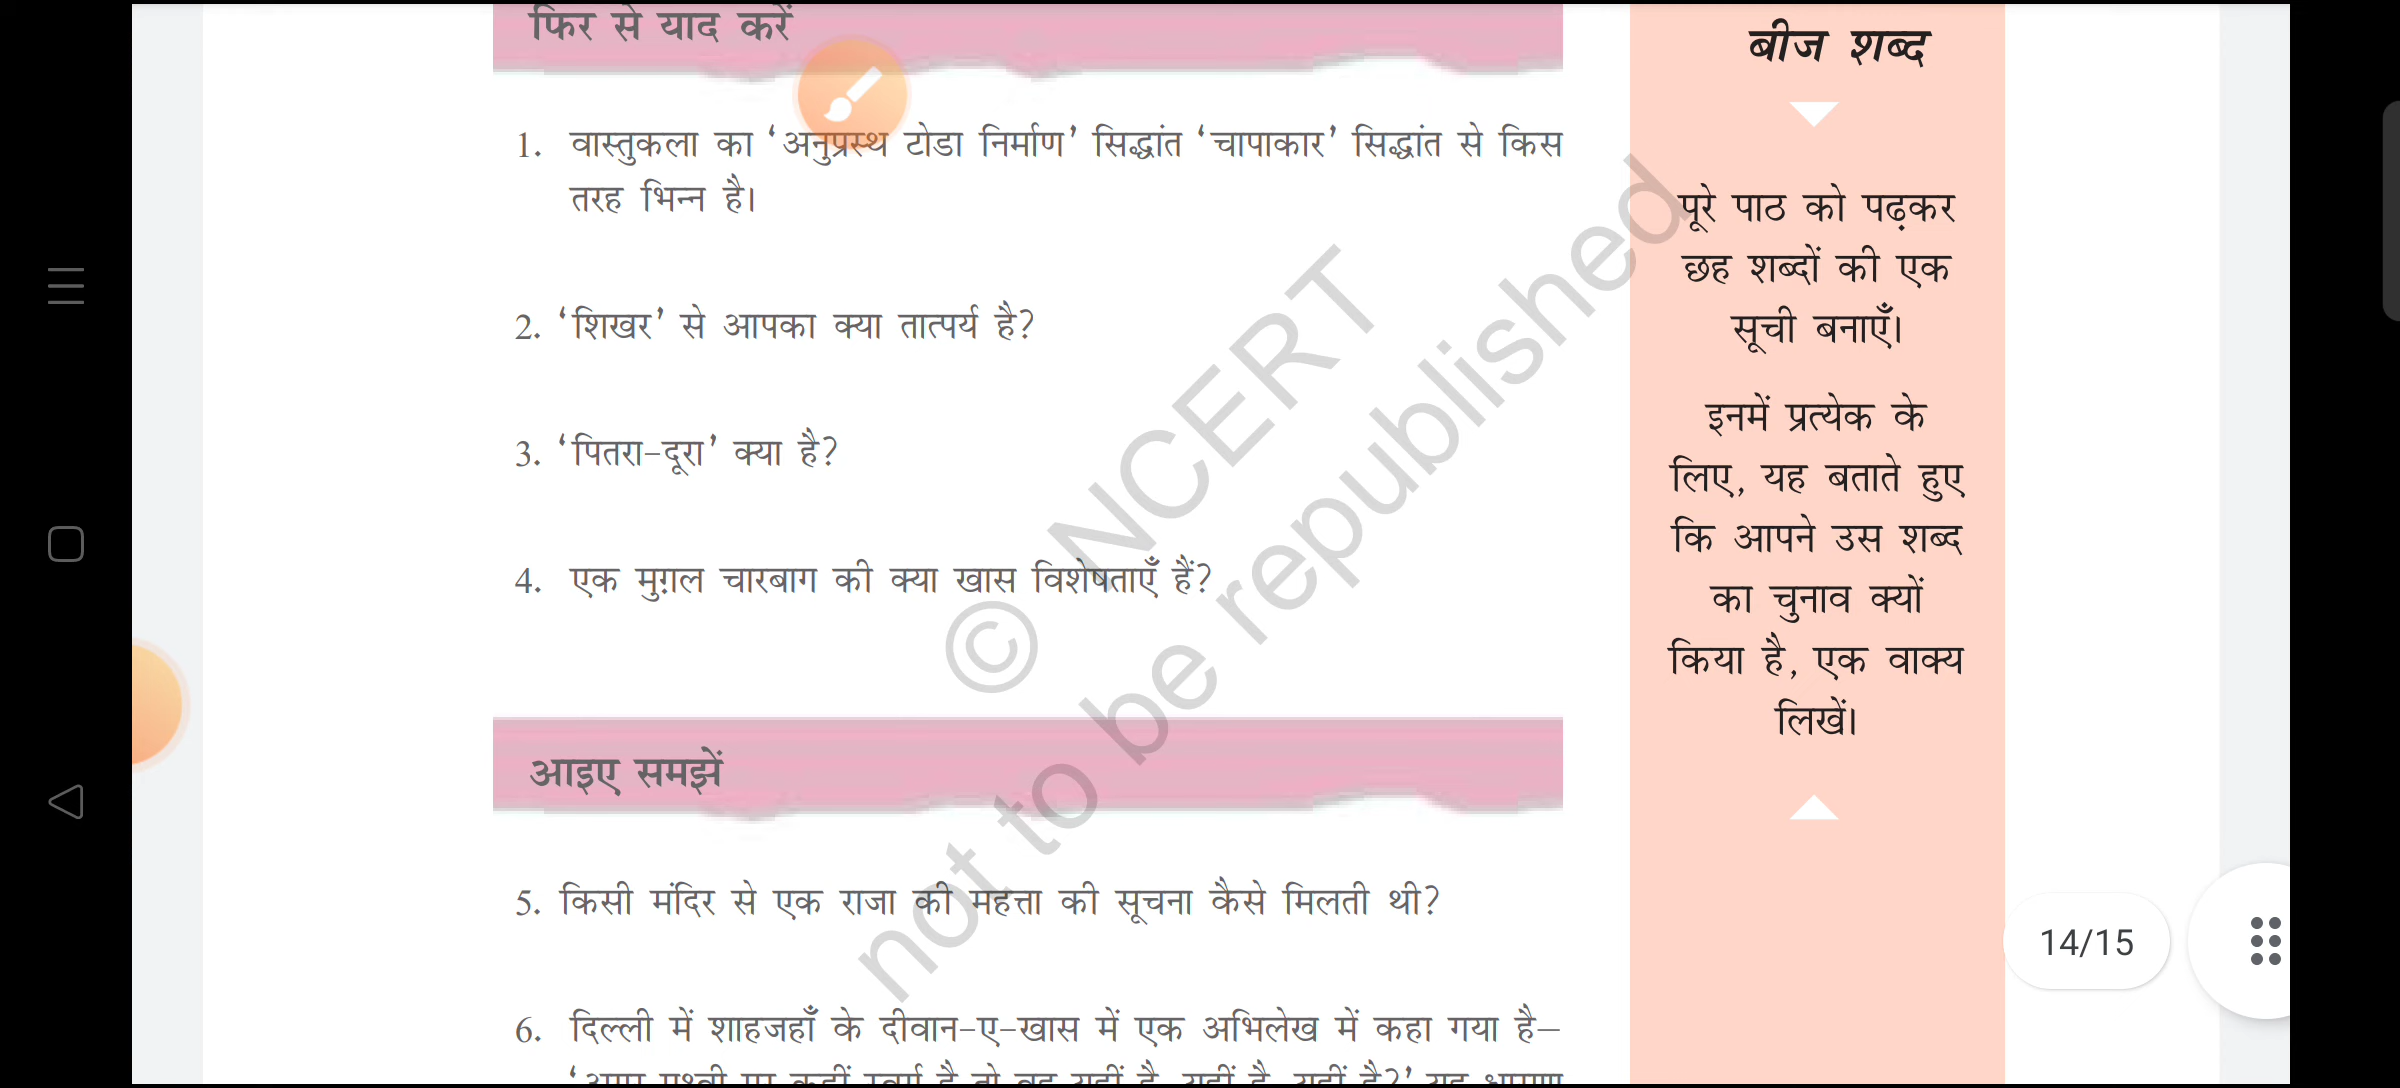 फिर से याद करें
1. वास्तुकला का ‘अनुप्रस्थ टोडा निर्माण’ सिद्धांत ‘चापाकार’ सिद्धांत से किस
तरह भिन्न है।
2. ‘शिखर’ से आपका क्या तात्पर्य है?
3. ‘पितरा-दूरा’ क्या है?
4. एक मुग़ल चारबाग की क्या खास विशेषताएँ हैं?
आइए समझें
5. किसी मंदिर से एक राजा की महत्ता की सूचना कैसे मिलती थी?
6. दिल्ली में शाहजहाँ के दीवान-ए-खास में एक अभिलेख में कहा गया है—
बीज शब्द
पूरे पाठ को पढ़कर
छह शब्दों की एक
सूची बनाएँ।
इनमें प्रत्येक के
लिए, यह बताते हुए
कि आपने उस शब्द
का चुनाव क्यों
किया है, एक वाक्य
लिखें।
© NCERT
not to be republished
14/15